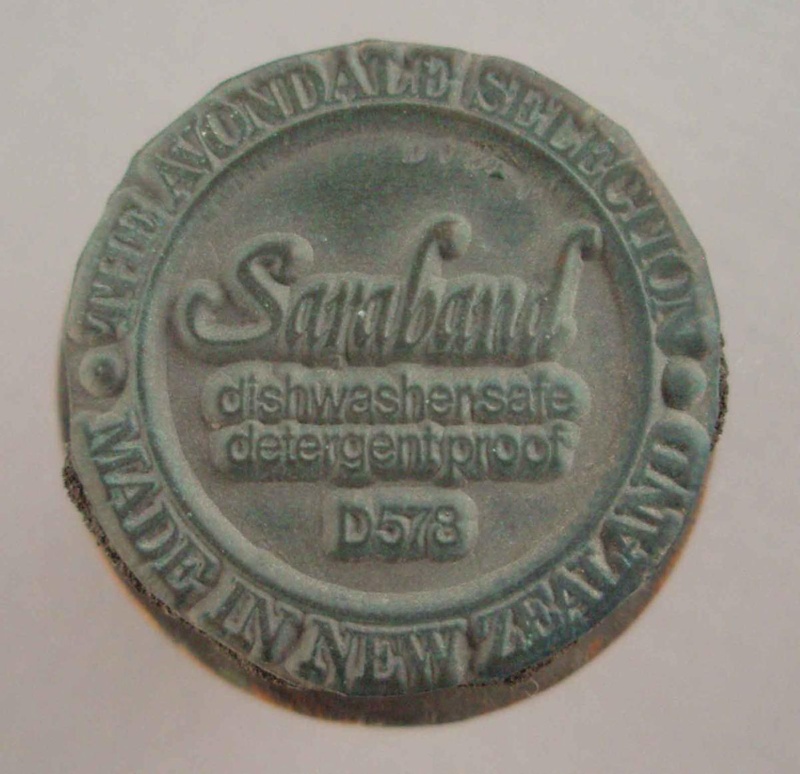 THE AVONDALE SELECTION
Saraband
dishwasher safe
detergent proof
D578
MADE IN NEW ZEALAND